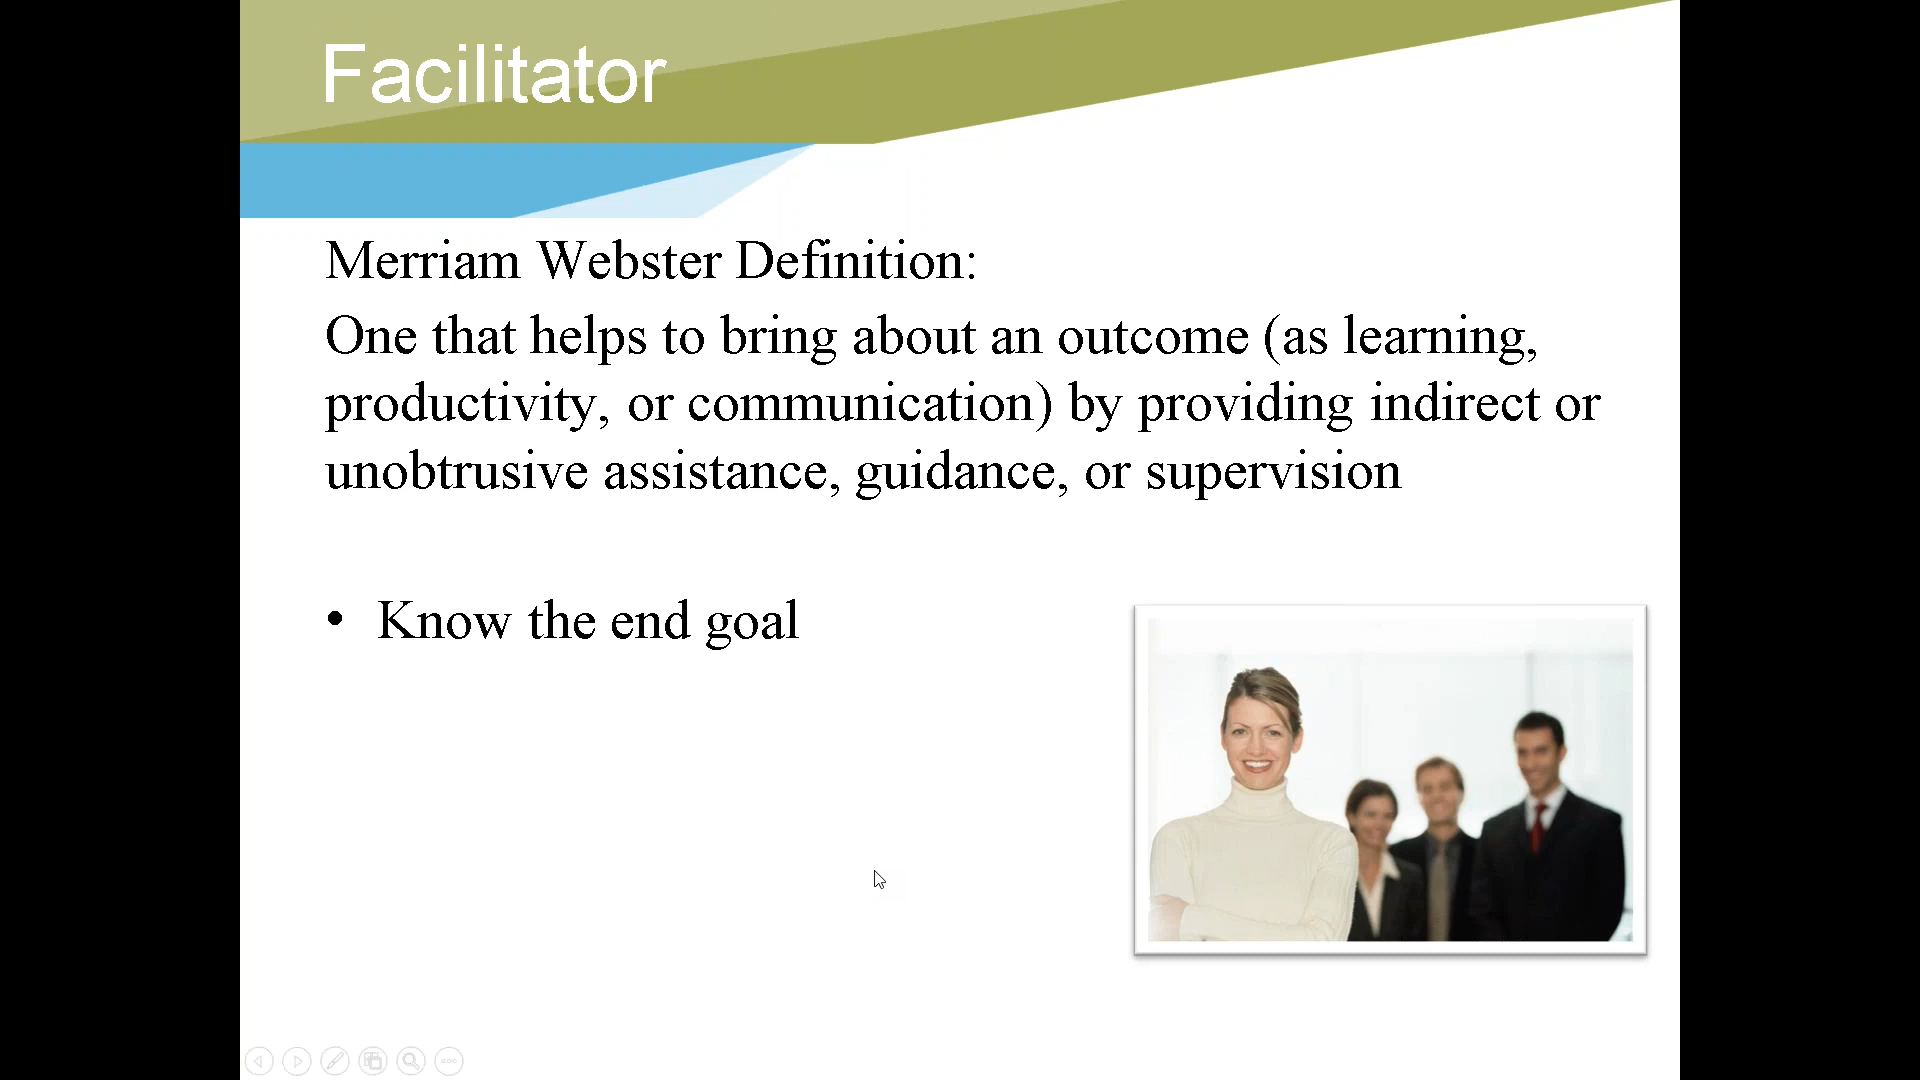 Facilitator
Merriam Webster Definition:
One that helps to bring about an outcome (as learning,
productivity, or communication) by providing indirect or
unobtrusive assistance, guidance, or supervision
• Know the end goal